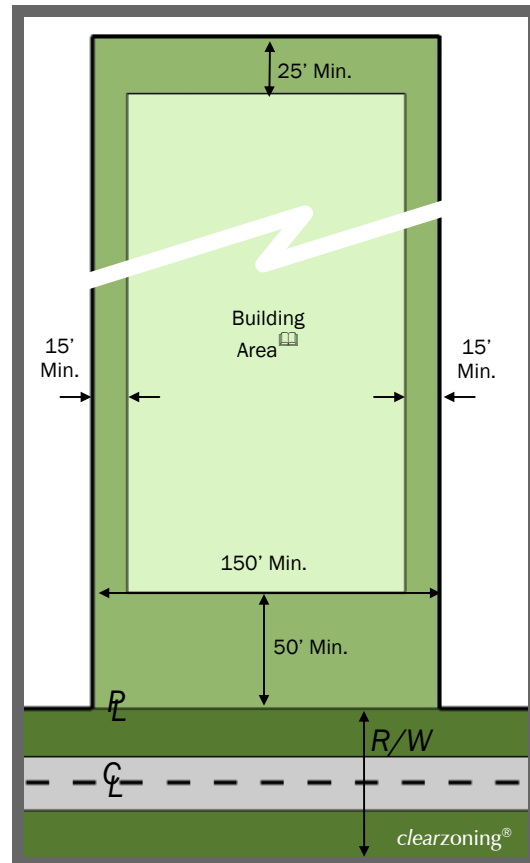 25’ Min.
Building
Area
15’
Min.
15’
Min.
150’ Min.
50’ Min.
PL
R/W
CL
clearzoning®